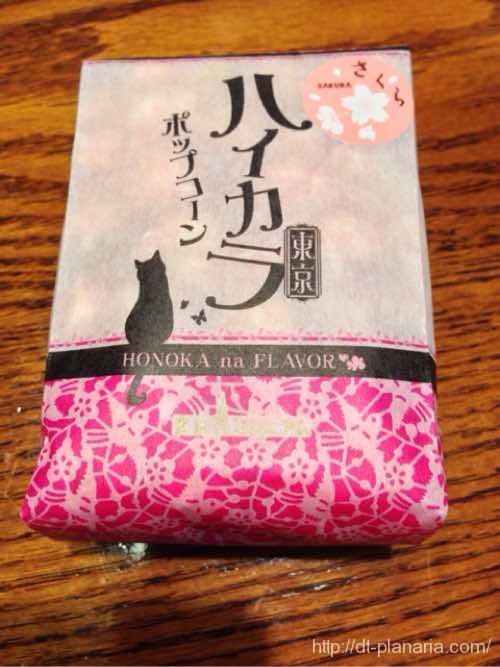 さくら
SAKURA
ハイカラ
ポップコーン
東京
HONOKA na FLAVOR
http://dt-planaria.com